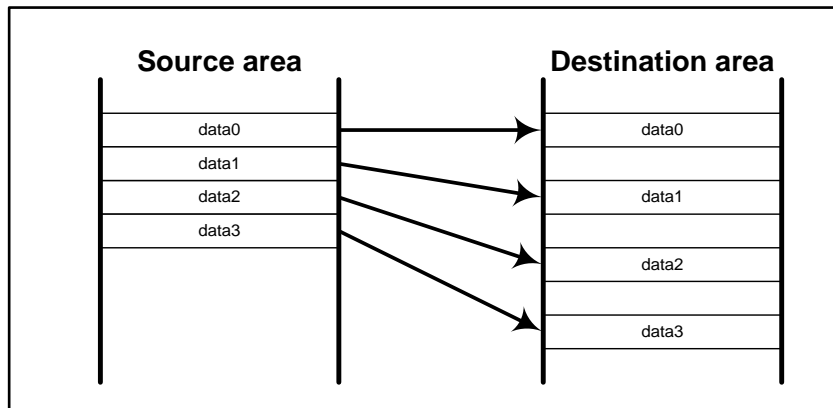 Source area
Destination area
data0
data1
data2
data3
data0
data1
data2
data3